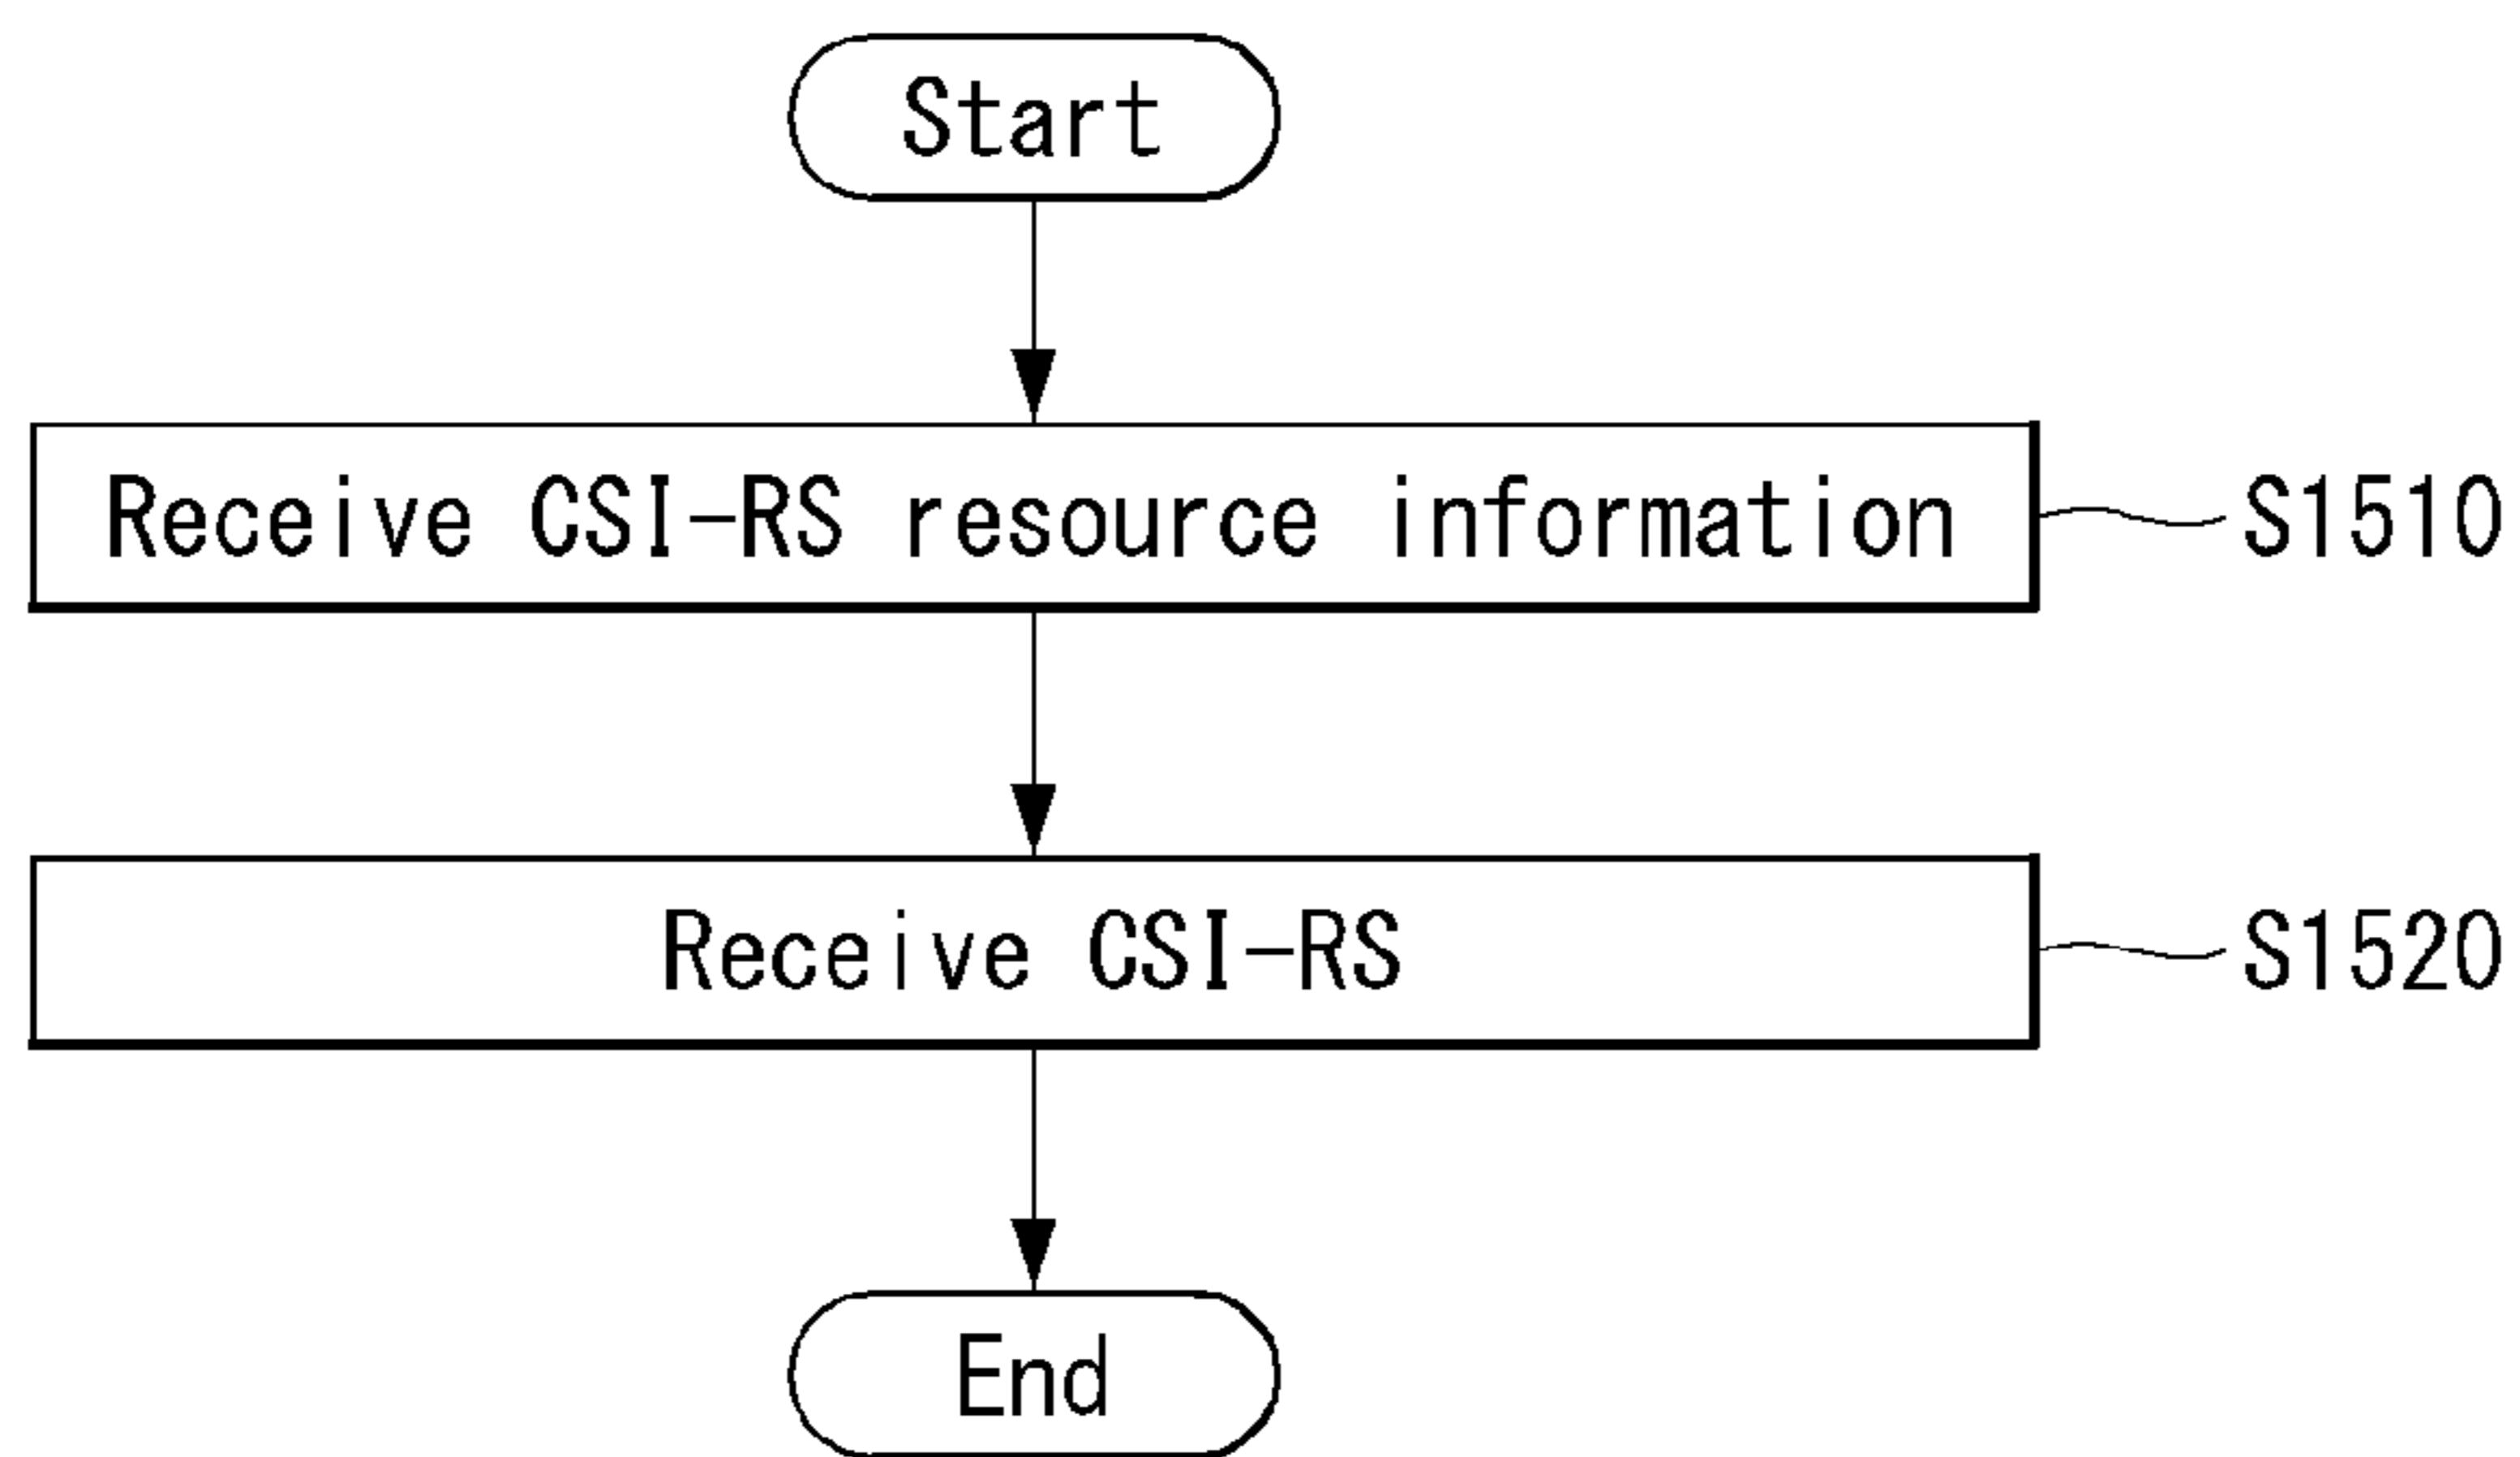 Start
Receive CSI-RS resource information
S1510
Receive CSI-RS
S1520
End